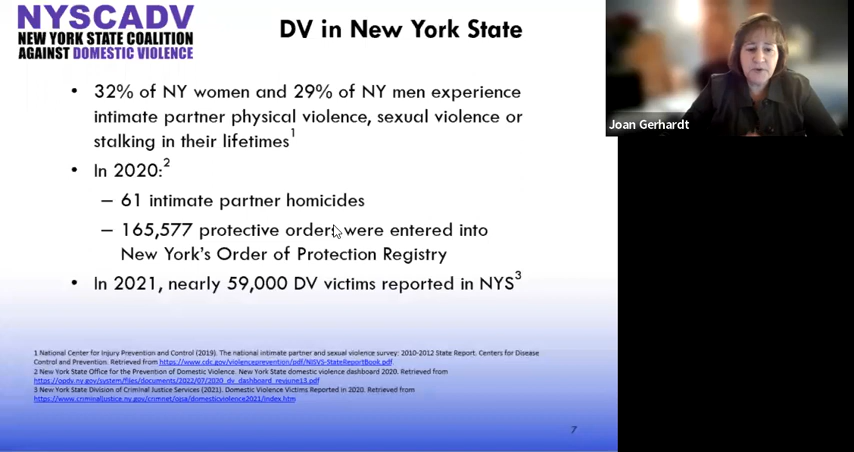 NYSCADV
NEW YORK STATE COALITION
AGAINST DOMESTIC VIOLENCE
DV in New York State
Joan Gerhardt
• 32% of NY women and 29% of NY men experience
intimate partner physical violence, sexual violence or
stalking in their lifetimes1
• In 2020:2
– 61 intimate partner homicides
– 165,577 protective orders were entered into
New York's Order of Protection Registry
• In 2021, nearly 59,000 DV victims reported in NYS3
1 National Center for Injury Prevention and Control (2019). The national intimate partner and sexual violence survey: 2010-2012 State Report. Centers for Disease
Control and Prevention. Retrieved from https://www.cdc.gov/violenceprevention/pdf/NISVS-StateReportBook.pdf.
2 New York State Office for the Prevention of Domestic Violence. New York State domestic violence dashboard 2020. Retrieved from
https://opdv.ny.gov/system/files/documents/2022/07/2020_dv_dashboard_revjune13.pdf
3 New York State Division of Criminal Justice Services (2021). Domestic Violence Victims Reported in 2020. Retrieved from
https://www.criminaljustice.ny.gov/crimnet/ojsa/domesticviolence2021/index.htm
7